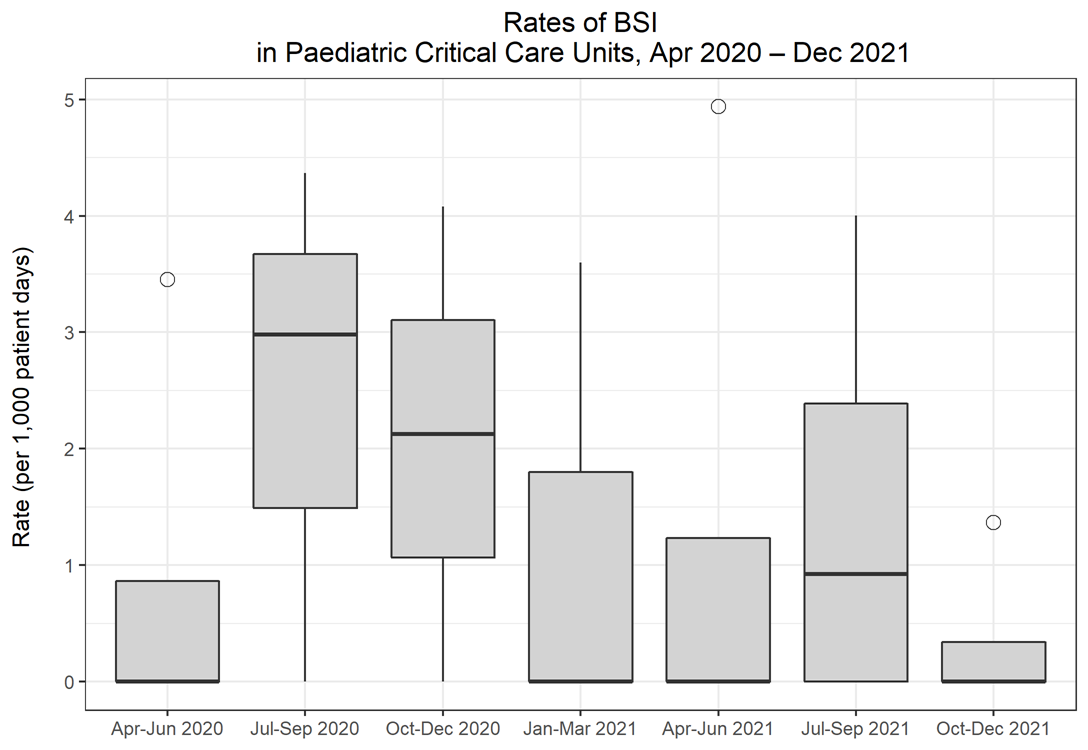 Rates of BSI
in Paediatric Critical Care Units, Apr 2020 – Dec 2021
Rate (per 1,000 patient days)
5
4
3
2
1
0
Apr-Jun 2020 Jul-Sep 2020 Oct-Dec 2020 Jan-Mar 2021 Apr-Jun 2021 Jul-Sep 2021 Oct-Dec 2021